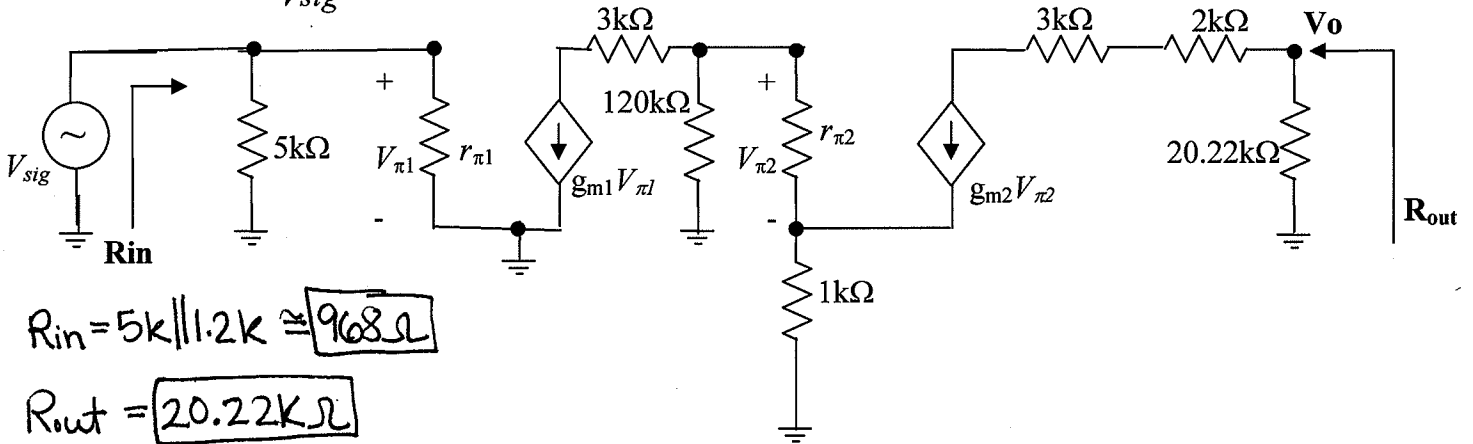 Vsig
3kΩ
3kΩ
2kΩ
Vo
+
120kΩ
+
~
5kΩ
Vπ1
rπ1
Vπ2
rπ2
20.22kΩ
Vsig
gm1Vπ1
gm2Vπ2
-
-
Rout
Rin
1kΩ
Rin = 5k||1.2k ≅ 968Ω
Rout = 20.22KΩ